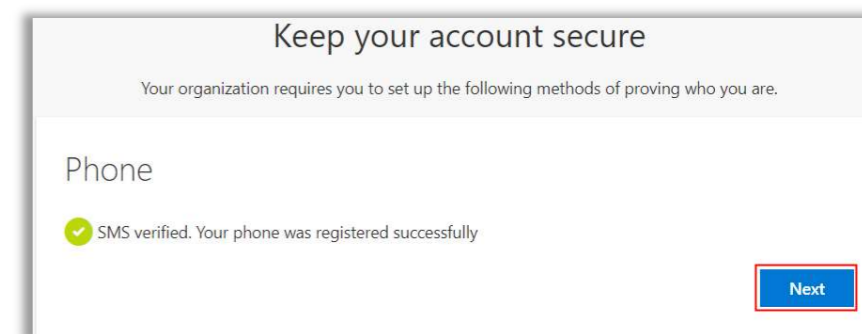 Keep your account secure
Your organization requires you to set up the following methods of proving who you are.
Phone
SMS verified. Your phone was registered successfully
Next